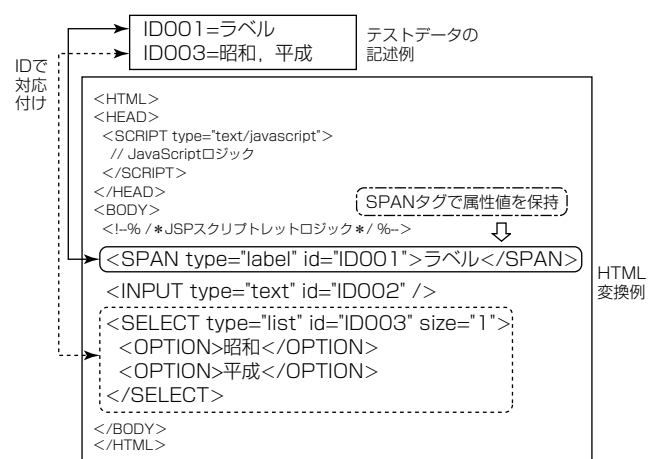 ID001=ラベル
ID003=昭和，平成
テストデータの
記述例
IDで
対応
付け
<HTML>
<HEAD>
<SCRIPT type="text/javascript">
// JavaScriptロジック
</SCRIPT>
</HEAD>
<BODY>
SPANタグで属性値を保持
<!--% /＊JSPスクリプトレットロジック＊/ %-->
<SPAN type="label" id="ID001">ラベル</SPAN>
HTML
変換例
<INPUT type="text" id="ID002" />
<SELECT type="list" id="ID003" size="1">
<OPTION>昭和</OPTION>
<OPTION>平成</OPTION>
</SELECT>
</BODY>
</HTML>